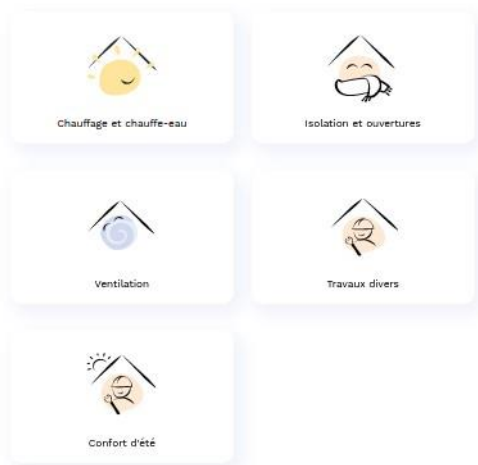 Chauffage et chauffe-eau
Isolation et ouvertures
Ventilation
Travaux divers
Confort d'été